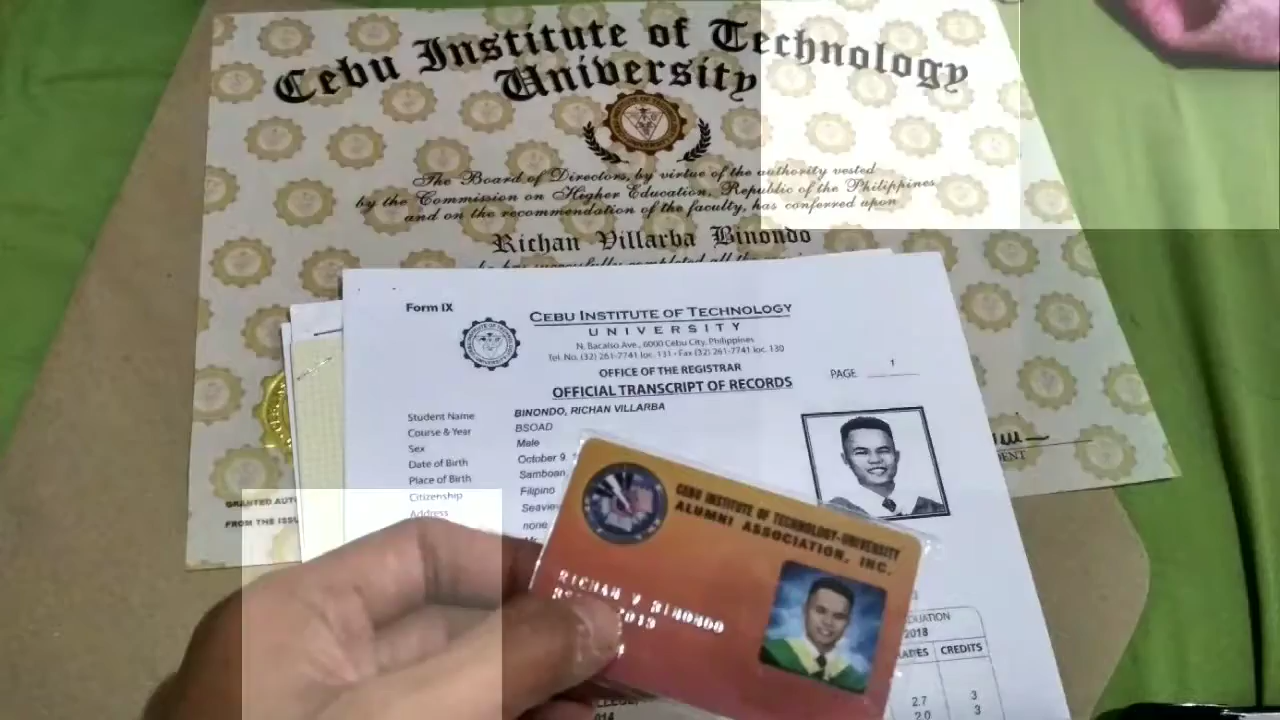 Cebu Institute of Technology
University
The Board of Directors, by virtue of the authority vested
by the Commission on Higher Education, Republic of the Philippines
and on the recommendation of the faculty, has conferred upon
Richan Villarba Binondo
Form IX
CEBU INSTITUTE OF TECHNOLOGY
UNIVERSITY
N. Bacalso Ave., 6000 Cebu City, Philippines
Tel. No. (32) 261-7741 loc. 131 • Fax (32) 261-7741 loc. 130
OFFICE OF THE REGISTRAR
OFFICIAL TRANSCRIPT OF RECORDS
PAGE 1
Student Name BINONDO, RICHAN VILLARBA
Course & Year BSOAD
Sex Male
Date of Birth October 9,
Place of Birth Samboan,
Citizenship Filipino
Address Seaview
none
GRANTED
FROM THE
CEBU INSTITUTE OF TECHNOLOGY-UNIVERSITY
ALUMNI ASSOCIATION, INC.
RICHAN V BINONDO
2018
CREDITS
2.7 3
2.0 3